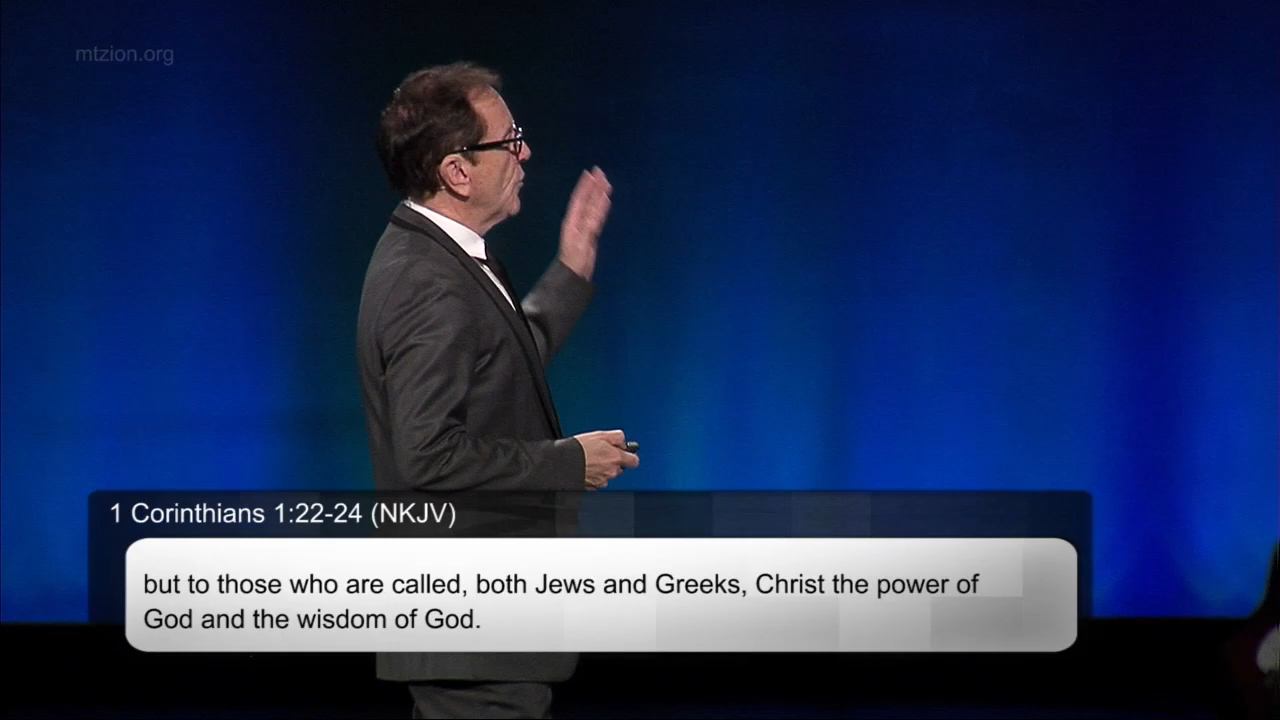 mtzion.org
1 Corinthians 1:22-24 (NKJV)
but to those who are called, both Jews and Greeks, Christ the power of
God and the wisdom of God.